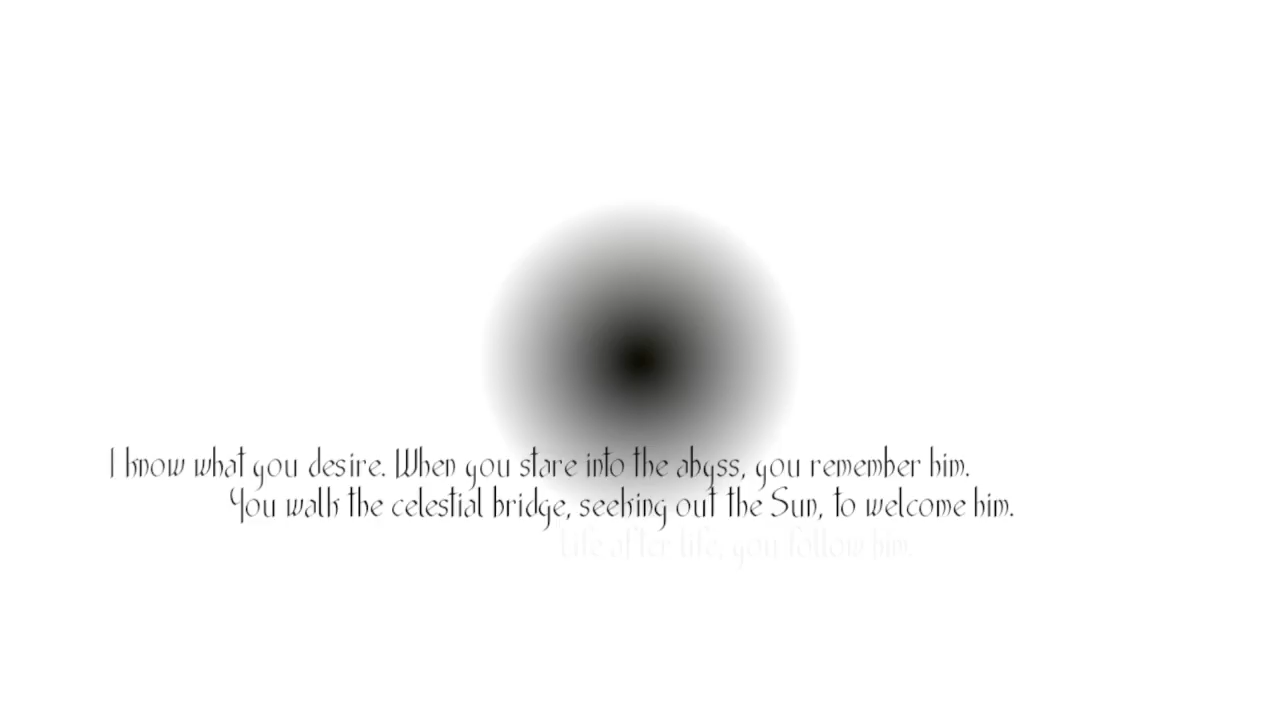 I know what you desire. When you stare into the abyss, you remember him.
You walk the celestial bridge, seeking out the Sun, to welcome him.
Life after life, you follow him.